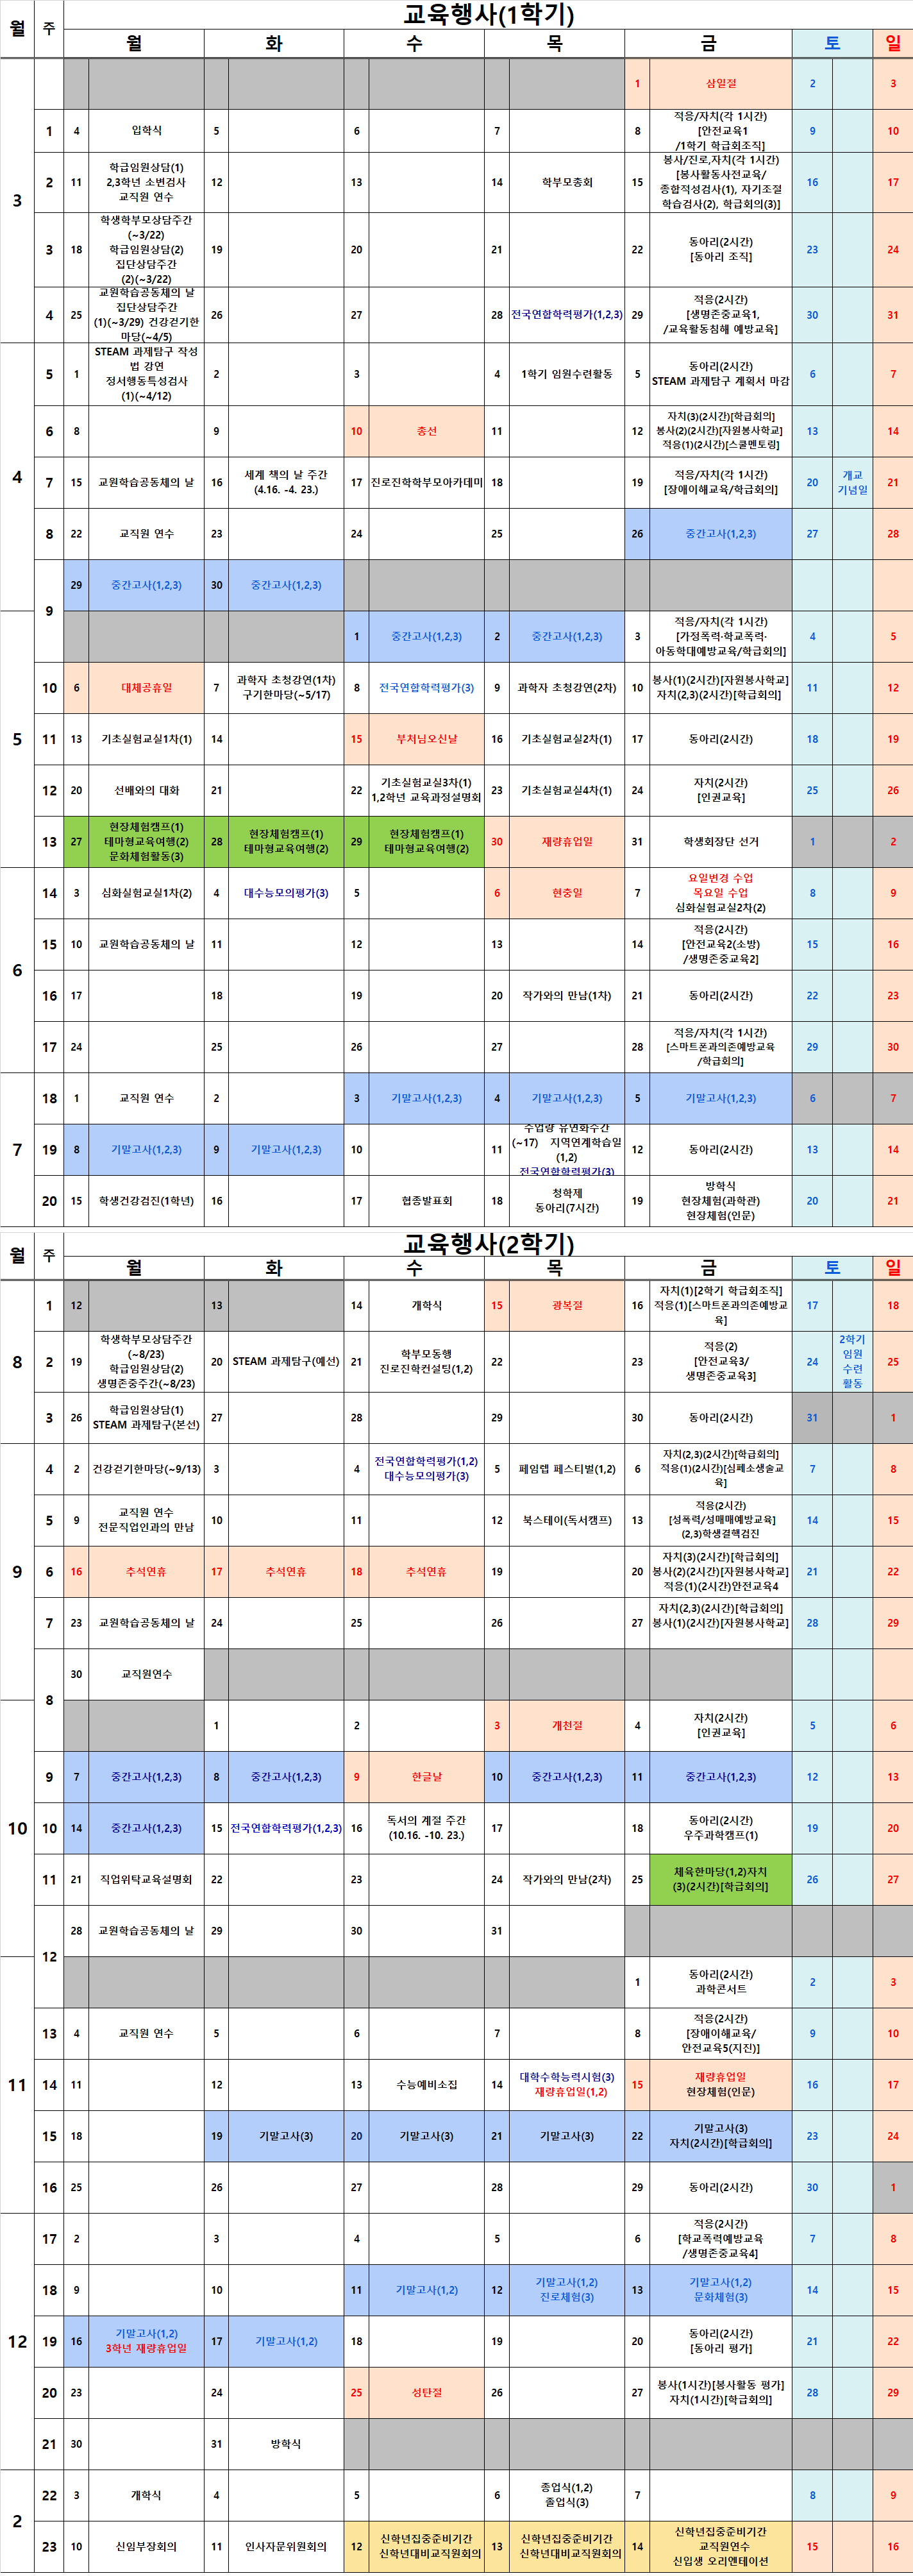 교육행사(1학기)
월 주 월 화 수 목 금 토 일
3
1 삼일절 2 3
1 4 입학식 5 6 7 8 적응/자치(각 1시간)
[안전교육1
/1학기 학급회조직] 9 10
2 11 학급임원상담(1)
2,3학년 소변검사
교직원 연수 12 13 14 학부모총회 15 봉사/진로,자치(각 1시간)
[봉사활동사전교육/
종합적성검사(1), 자기조절
학습검사(2), 학급회의(3)] 16 17
3 18 학생학부모상담주간
(~3/22)
학급임원상담(2)
집단상담주간
(2)(~3/22) 19 20 21 22 동아리(2시간)
[동아리 조직] 23 24
4 25 교원학습공동체의 날
집단상담주간
(1)(~3/29) 건강걷기한
마당(~4/5) 26 27 28 전국연합학력평가(1,2,3) 29 적응(2시간)
[생명존중교육1,
/교육활동침해 예방교육] 30 31
4
5 1 STEAM 과제탐구 작성
법 강연
정서행동특성검사
(1)(~4/12) 2 3 4 1학기 임원수련활동 5 동아리(2시간)
STEAM 과제탐구 계획서 마감 6 7
6 8 9 10 총선 11 12 자치(3)(2시간)[학급회의]
봉사(2)(2시간)[자원봉사학교]
적응(1)(2시간)[스쿨멘토링] 13 14
7 15 교원학습공동체의 날 16 세계 책의 날 주간
(4.16. -4. 23.) 17 진로진학학부모아카데미 18 19 적응/자치(각 1시간)
[장애이해교육/학급회의] 20 개교
기념일 21
8 22 교직원 연수 23 24 25 26 중간고사(1,2,3) 27 28
9 29 중간고사(1,2,3) 30 중간고사(1,2,3)
5
1 중간고사(1,2,3) 2 중간고사(1,2,3) 3 적응/자치(각 1시간)
[가정폭력·학교폭력·
아동학대예방교육/학급회의] 4 5
10 6 대체공휴일 7 과학자 초청강연(1차)
구기한마당(~5/17) 8 전국연합학력평가(3) 9 과학자 초청강연(2차) 10 봉사(1)(2시간)[자원봉사학교]
자치(2,3)(2시간)[학급회의] 11 12
11 13 기초실험교실1차(1) 14 15 부처님오신날 16 기초실험교실2차(1) 17 동아리(2시간) 18 19
12 20 선배와의 대화 21 22 기초실험교실3차(1)
1,2학년 교육과정설명회 23 기초실험교실4차(1) 24 자치(2시간)
[인권교육] 25 26
13 27 현장체험캠프(1)
테마형교육여행(2)
문화체험활동(3) 28 현장체험캠프(1)
테마형교육여행(2) 29 현장체험캠프(1)
테마형교육여행(2) 30 재량휴업일 31 학생회장단 선거 1 2
6
14 3 심화실험교실1차(2) 4 대수능모의평가(3) 5 6 현충일 7 요일변경 수업
목요일 수업
심화실험교실2차(2) 8 9
15 10 교원학습공동체의 날 11 12 13 14 적응(2시간)
[안전교육2(소방)
/생명존중교육2] 15 16
16 17 18 19 20 작가와의 만남(1차) 21 동아리(2시간) 22 23
17 24 25 26 27 28 적응/자치(각 1시간)
[스마트폰과의존예방교육
/학급회의] 29 30
7
18 1 교직원 연수 2 3 기말고사(1,2,3) 4 기말고사(1,2,3) 5 기말고사(1,2,3) 6 7
19 8 기말고사(1,2,3) 9 기말고사(1,2,3) 10 11 수업량 유연화주간
(~17) 지역연계학습일
(1,2)
전국연합학력평가(3) 12 동아리(2시간) 13 14
20 15 학생건강검진(1학년) 16 17 협종발표회 18 청학제
동아리(7시간) 19 방학식
현장체험(과학관)
현장체험(인문) 20 21
교육행사(2학기)
월 주 월 화 수 목 금 토 일
8
1 12 13 14 개학식 15 광복절 16 자치(1)[2학기 학급회조직]
적응(1)[스마트폰과의존예방교
육] 17 18
2 19 학생학부모상담주간
(~8/23)
학급임원상담(2)
생명존중주간(~8/23) 20 STEAM 과제탐구(예선) 21 학부모동행
진로진학컨설팅(1,2) 22 23 적응(2)
[안전교육3/
생명존중교육3] 24 2학기
임원
수련
활동 25
3 26 학급임원상담(1)
STEAM 과제탐구(본선) 27 28 29 30 동아리(2시간) 31 1
9
4 2 건강걷기한마당(~9/13) 3 4 전국연합학력평가(1,2)
대수능모의평가(3) 5 페임랩 페스티벌(1,2) 6 자치(2,3)(2시간)[학급회의]
적응(1)(2시간)[심폐소생술교
육] 7 8
5 9 교직원 연수
전문직업인과의 만남 10 11 12 북스테이(독서캠프) 13 적응(2시간)
[성폭력/성매매예방교육]
(2,3)학생결핵검진 14 15
6 16 추석연휴 17 추석연휴 18 추석연휴 19 20 자치(3)(2시간)[학급회의]
봉사(2)(2시간)[자원봉사학교]
적응(1)(2시간)안전교육4 21 22
7 23 교원학습공동체의 날 24 25 26 27 자치(2,3)(2시간)[학급회의]
봉사(1)(2시간)[자원봉사학교] 28 29
8 30 교직원연수
10
1 2 3 개천절 4 자치(2시간)
[인권교육] 5 6
9 7 중간고사(1,2,3) 8 중간고사(1,2,3) 9 한글날 10 중간고사(1,2,3) 11 중간고사(1,2,3) 12 13
10 14 중간고사(1,2,3) 15 전국연합학력평가(1,2,3) 16 독서의 계절 주간
(10.16. -10. 23.) 17 18 동아리(2시간)
우주과학캠프(1) 19 20
11 21 직업위탁교육설명회 22 23 24 작가와의 만남(2차) 25 체육한마당(1,2)자치
(3)(2시간)[학급회의] 26 27
12 28 교원학습공동체의 날 29 30 31
11
1 동아리(2시간)
과학콘서트 2 3
13 4 교직원 연수 5 6 7 8 적응(2시간)
[장애이해교육/
안전교육5(지진)] 9 10
14 11 12 13 수능예비소집 14 대학수학능력시험(3)
재량휴업일(1,2) 15 재량휴업일
현장체험(인문) 16 17
15 18 19 기말고사(3) 20 기말고사(3) 21 기말고사(3) 22 기말고사(3)
자치(2시간)[학급회의] 23 24
16 25 26 27 28 29 동아리(2시간) 30 1
12
17 2 3 4 5 6 적응(2시간)
[학교폭력예방교육
/생명존중교육4] 7 8
18 9 10 11 기말고사(1,2) 12 기말고사(1,2)
진로체험(3) 13 기말고사(1,2)
문화체험(3) 14 15
19 16 기말고사(1,2)
3학년 재량휴업일 17 기말고사(1,2) 18 19 20 동아리(2시간)
[동아리 평가] 21 22
20 23 24 25 성탄절 26 27 봉사(1시간)[봉사활동 평가]
자치(1시간)[학급회의] 28 29
21 30 31 방학식
2
22 3 개학식 4 5 6 종업식(1,2)
졸업식(3) 7 8 9
23 10 신임부장회의 11 인사자문위원회의 12 신학년집중준비기간
신학년대비교직원회의 13 신학년집중준비기간
신학년대비교직원회의 14 신학년집중준비기간
교직원연수
신입생 오리엔테이션 15 16